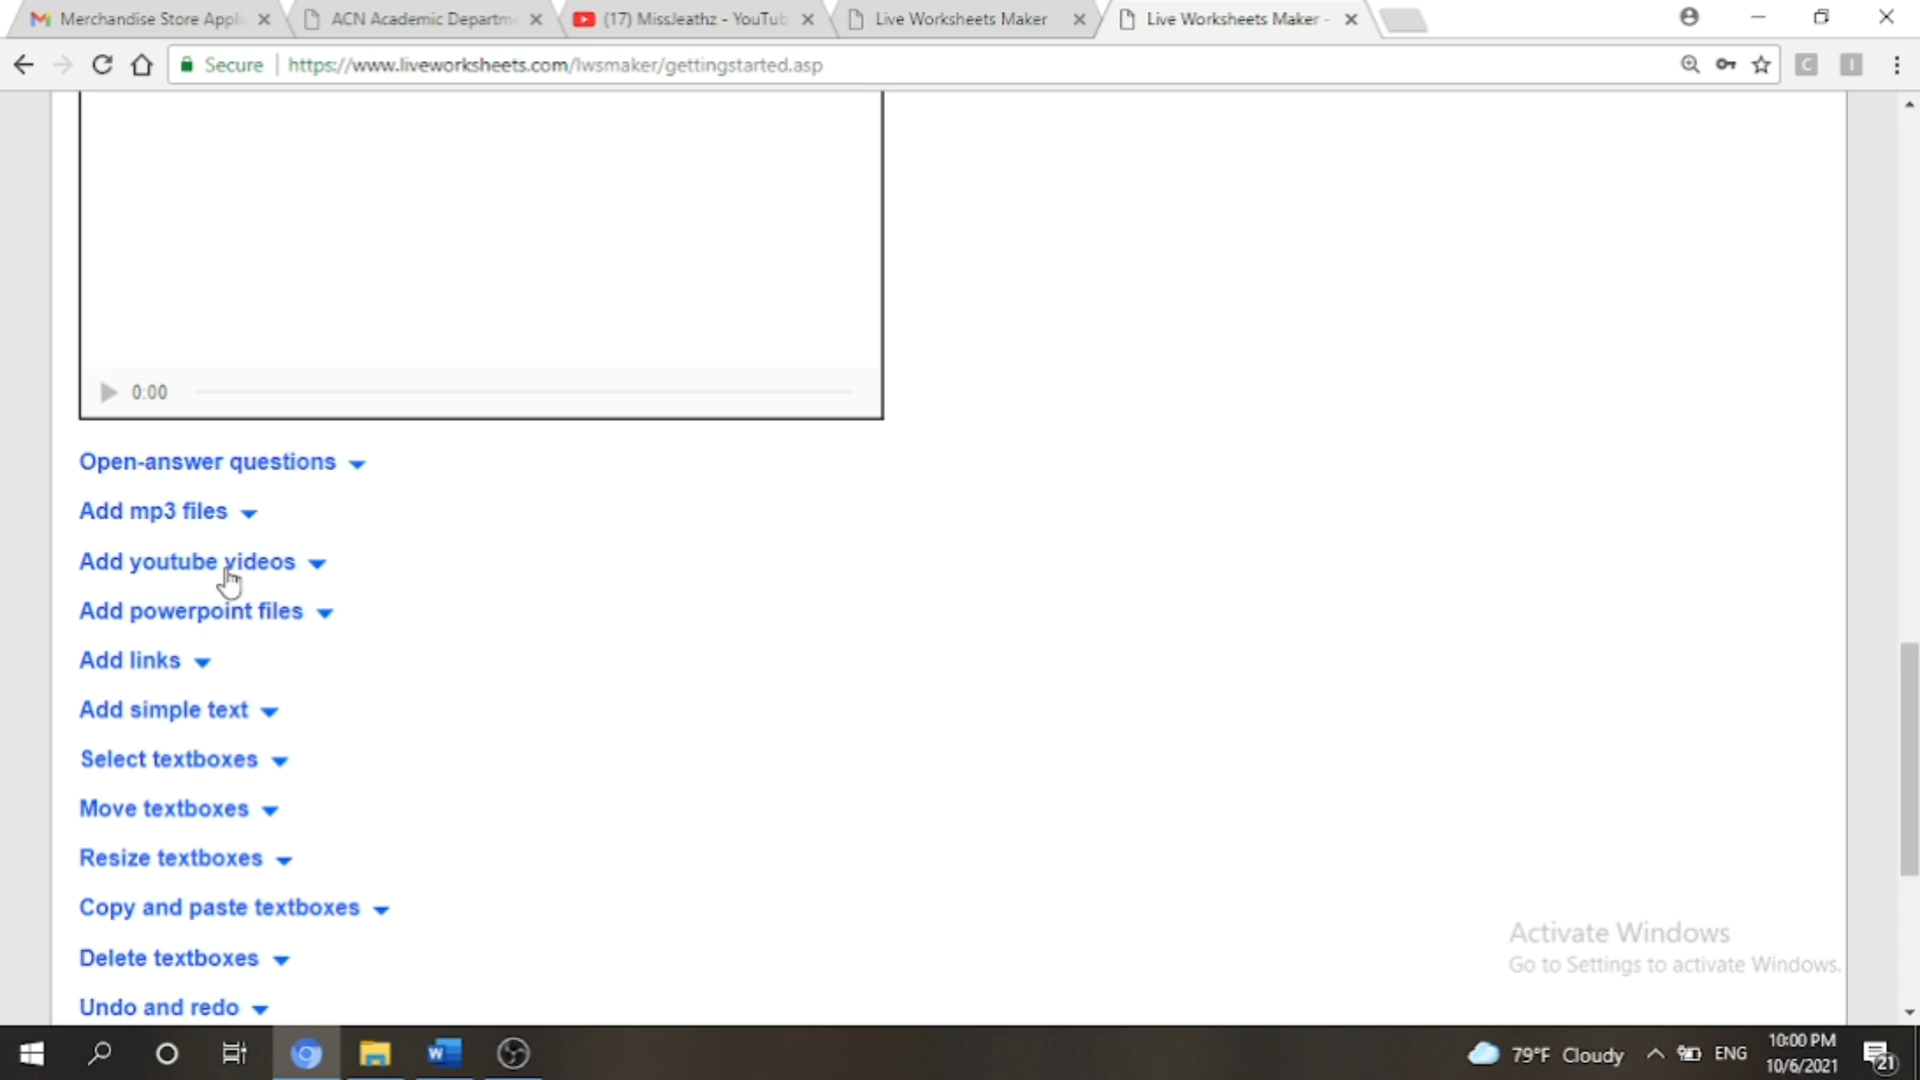 Merchandise Store Appli
ACN Academic Departm
(17) MissJeathz - YouTub
Live Worksheets Maker
Live Worksheets Maker -
Secure
https://www.liveworksheets.com/lwsmaker/gettingstarted.asp
C
I
0:00
Open-answer questions
Add mp3 files
Add youtube videos
Add powerpoint files
Add links
Add simple text
Select textboxes
Move textboxes
Resize textboxes
Copy and paste textboxes
Delete textboxes
Undo and redo
Activate Windows
Go to Settings to activate Windows.
79°F Cloudy
ENG
10:00 PM
10/6/2021
21